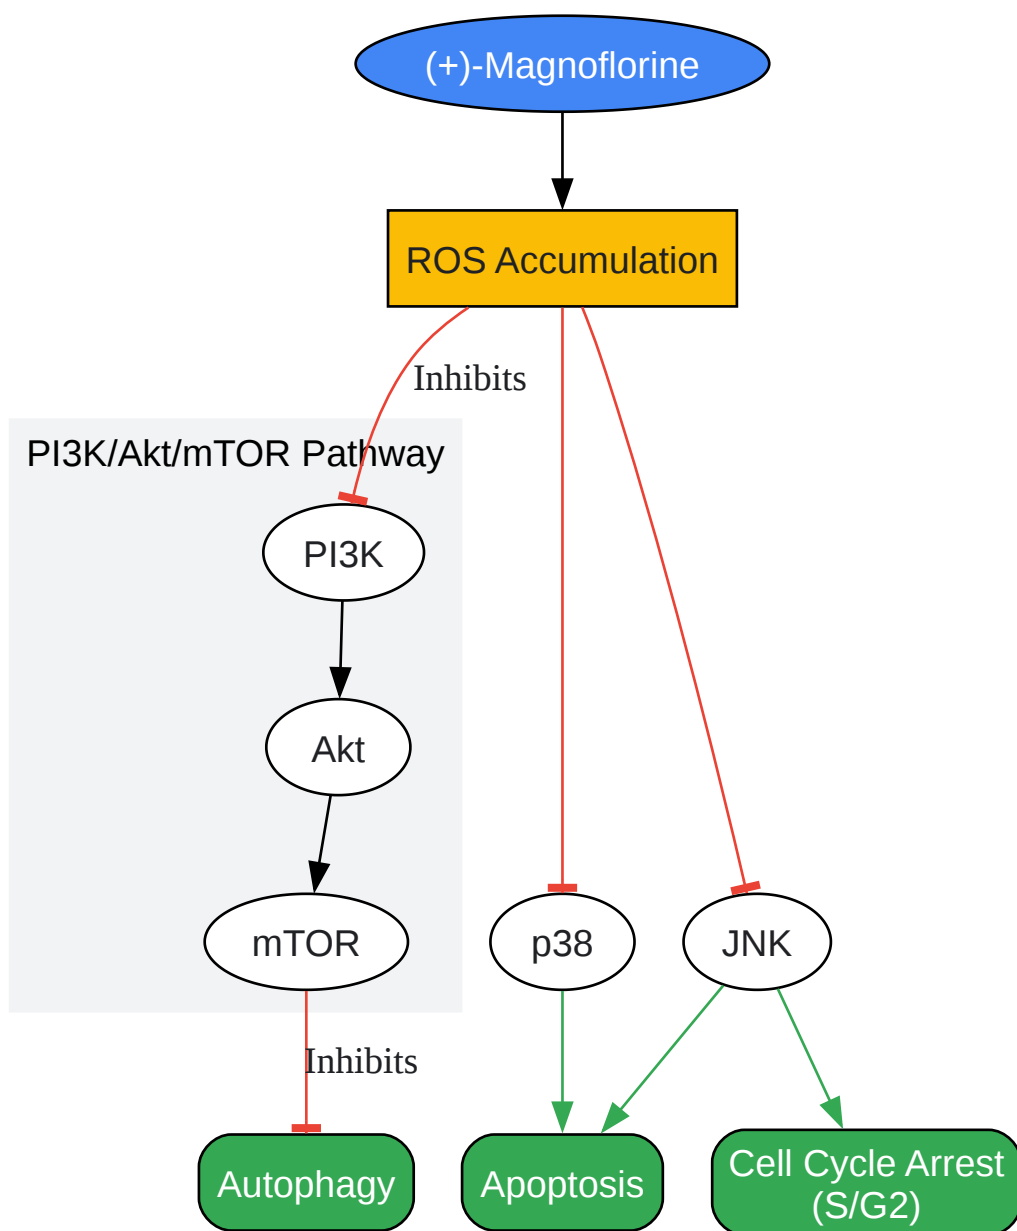 (+)-Magnoflorine
ROS Accumulation
Inhibits
PI3K/Akt/mTOR Pathway
PI3K
Akt
mTOR
p38
JNK
Inhibits
Autophagy
Apoptosis
Cell Cycle Arrest
(S/G2)